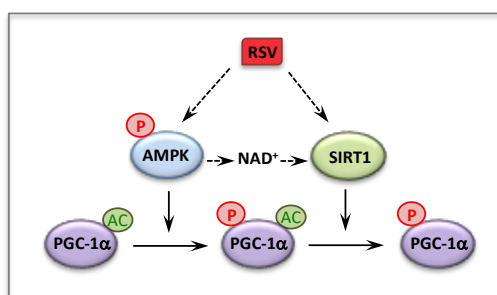 RSV
P
AMPK
NAD⁺
SIRT1
AC
PGC-1α
P
AC
PGC-1α
P
PGC-1α